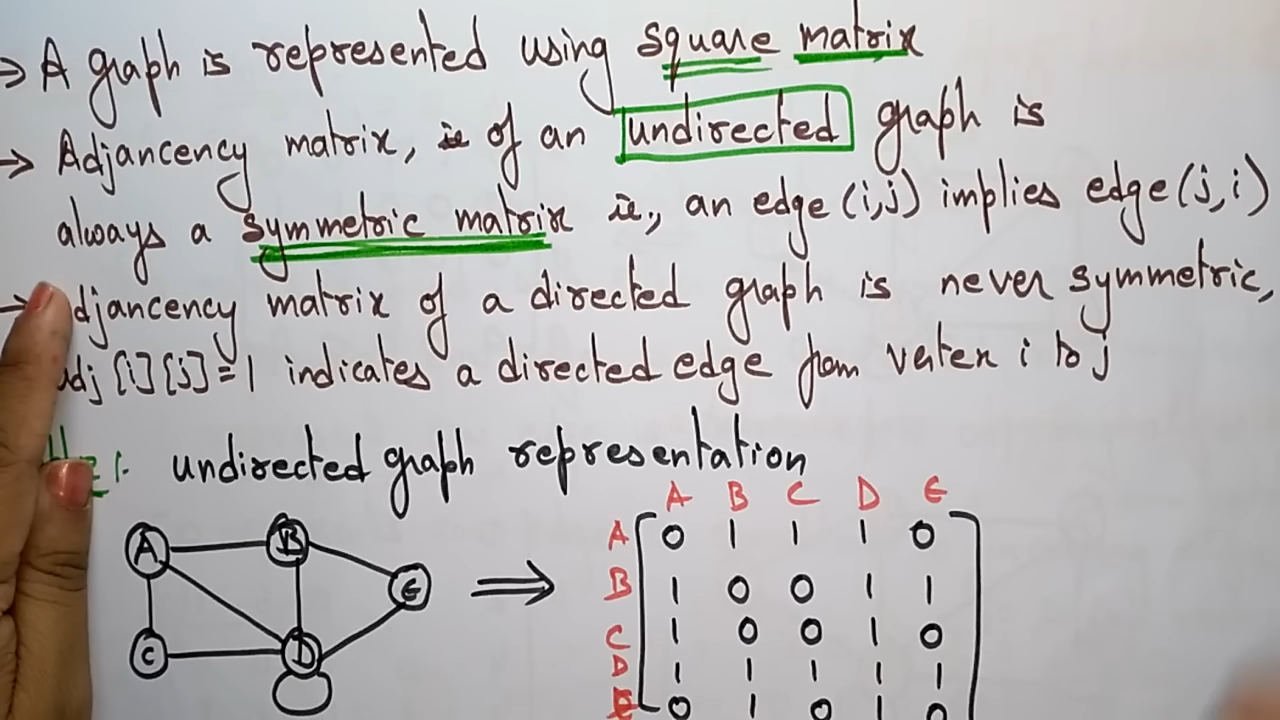 → A graph is represented using square matrix
→ Adjancency matrix, of an undirected graph is
always a symmetric matrix ie., an edge (i,j) implies edge (j,i)
→ Adjancency matrix of a directed graph is never symmetric,
adj [i][j] = 1 indicates a directed edge from vertex i to j
1. undirected graph representation
A B C D E
A 0 1 1 1 0
B 1 0 0 1 1
C 1 0 0 1 0
D 1 1 1 1 1
E 0 1 0 1 0
A B
E
C D